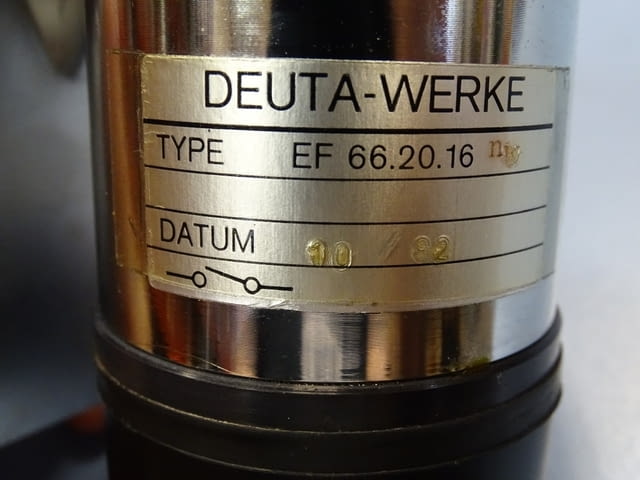 DEUTA-WERKE
TYPE EF 66.20.16
DATUM 10 / 82